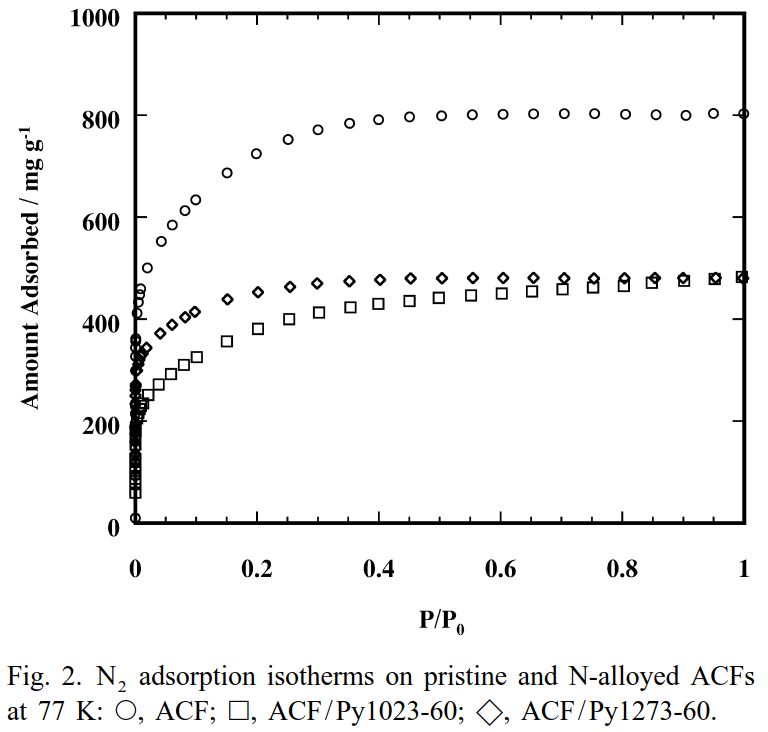 1000
800
600
400
200
0
Amount Adsorbed / mg g⁻¹
0 0.2 0.4 0.6 0.8 1
P/P₀
Fig. 2. N₂ adsorption isotherms on pristine and N-alloyed ACFs
at 77 K: ○, ACF; □, ACF/Py1023-60; ◇, ACF/Py1273-60.